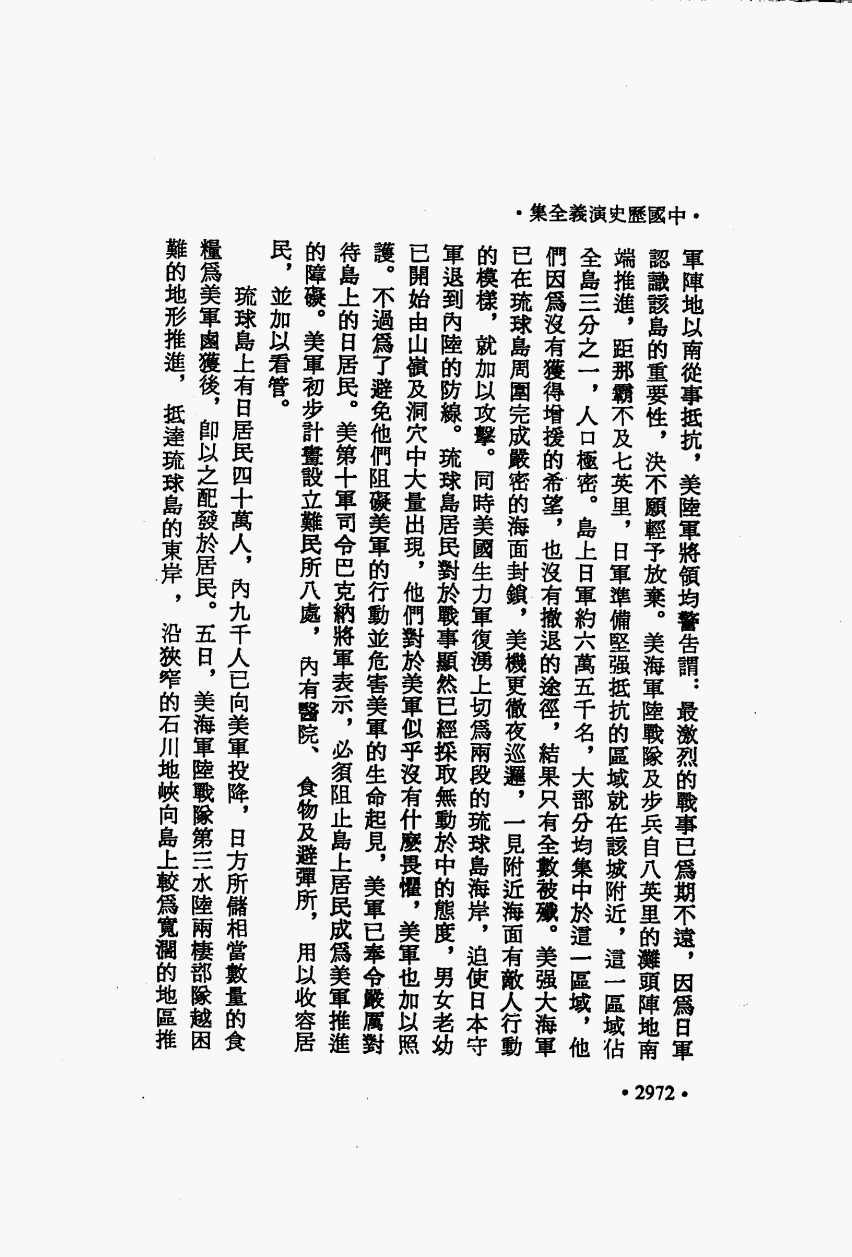 ·中國歷史演義全集·
軍陣地以南從事抵抗，美陸軍將領均警告謂：最激烈的戰事已爲期不遠，因爲日軍
認識該島的重要性，決不願輕予放棄。美海軍陸戰隊及步兵自八英里的灘頭陣地南
端推進，距那霸不及七英里，日軍準備堅强抵抗的區域就在該城附近，這一區域佔
全島三分之一，人口極密。島上日軍約六萬五千名，大部分均集中於這一區域，他
們因爲沒有獲得增援的希望，也沒有撤退的途徑，結果只有全數被殲。美强大海軍
已在琉球島周圍完成嚴密的海面封鎖，美機更徹夜巡邏，一見附近海面有敵人行動
的模樣，就加以攻擊。同時美國生力軍復湧上切爲兩段的琉球島海岸，迫使日本守
軍退到內陸的防線。琉球島居民對於戰事顯然已經採取無動於中的態度，男女老幼
已開始由山嶺及洞穴中大量出現，他們對於美軍似乎沒有什麼畏懼，美軍也加以照
護。不過爲了避免他們阻礙美軍的行動並危害美軍的生命起見，美軍已奉令嚴厲對
待島上的日居民。美第十軍司令巴克納將軍表示，必須阻止島上居民成爲美軍推進
的障礙。美軍初步計畫設立難民所八處，內有醫院、食物及避彈所，用以收容居
民，並加以看管。
琉球島上有日居民四十萬人，內九千人已向美軍投降，日方所儲相當數量的食
糧爲美軍鹵獲後，卽以之配發於居民。五日，美海軍陸戰隊第三水陸兩棲部隊越困
難的地形推進，抵達琉球島的東岸，沿狹窄的石川地峽向島上較爲寬濶的地區推
·2972·